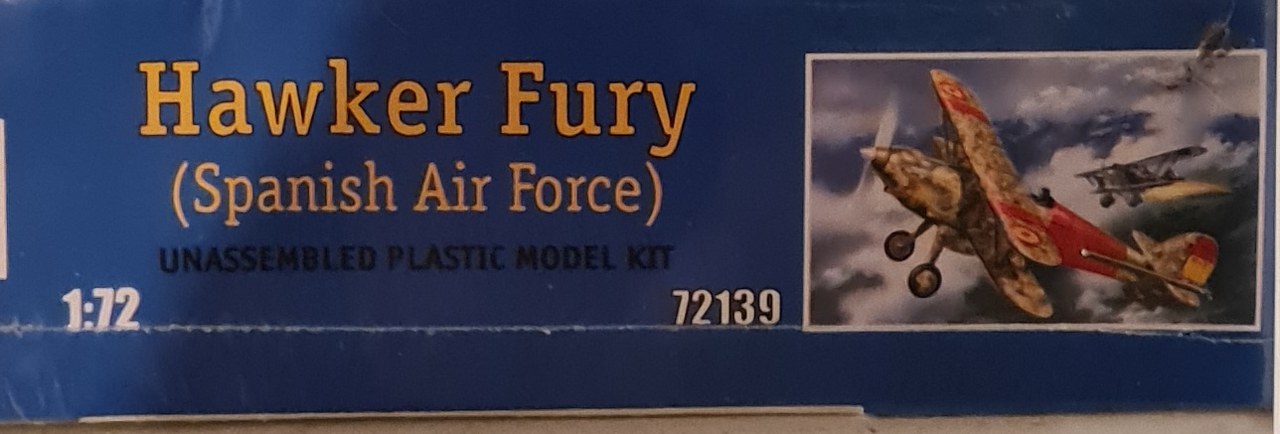 Hawker Fury
(Spanish Air Force)
UNASSEMBLED PLASTIC MODEL KIT
1:72
72139